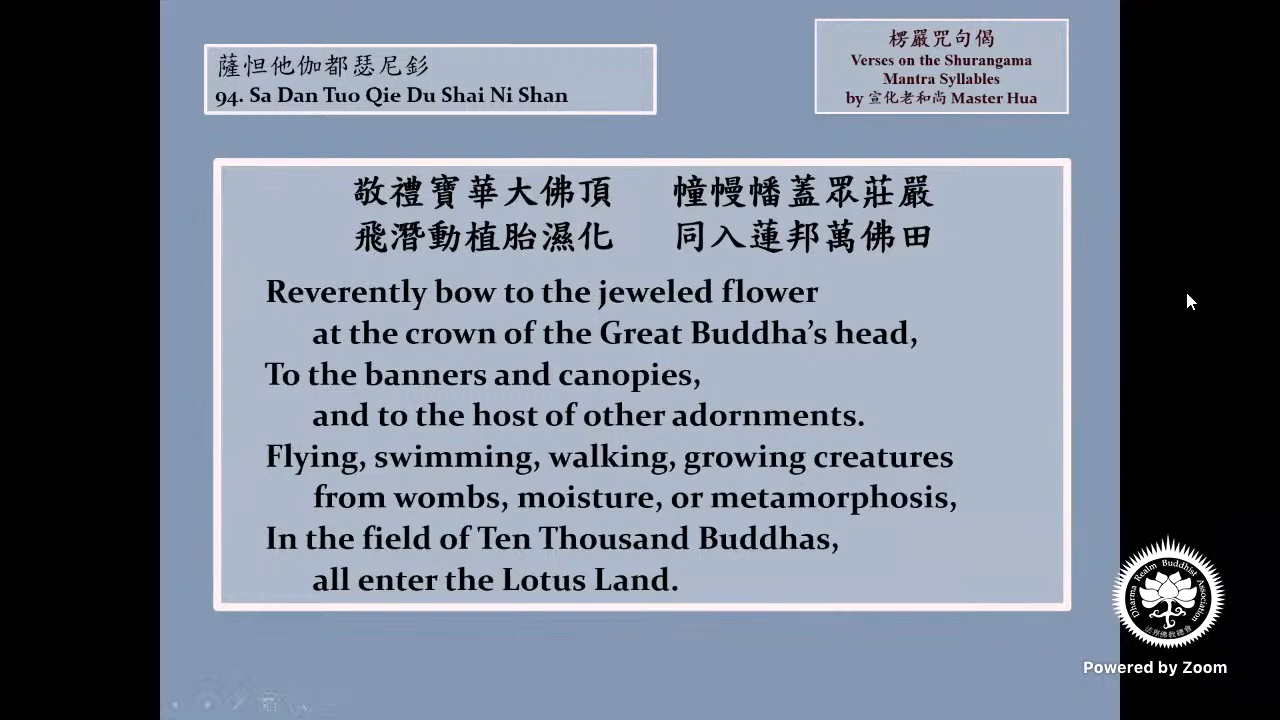 薩怛他伽都瑟尼釤
94. Sa Dan Tuo Qie Du Shai Ni Shan
楞嚴咒句偈
Verses on the Shurangama
Mantra Syllables
by 宣化老和尚 Master Hua
敬禮寶華大佛頂 幢幔幡蓋眾莊嚴
飛潛動植胎濕化 同入蓮邦萬佛田
Reverently bow to the jeweled flower
at the crown of the Great Buddha’s head,
To the banners and canopies,
and to the host of other adornments.
Flying, swimming, walking, growing creatures
from wombs, moisture, or metamorphosis,
In the field of Ten Thousand Buddhas,
all enter the Lotus Land.
Dharma Realm Buddhist Association
法界佛教總會
Powered by Zoom